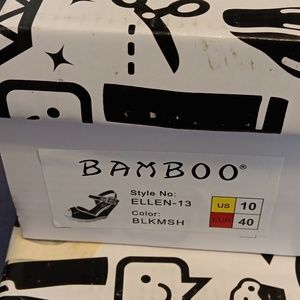 BAMBOO®
Style No:
ELLEN-13
Color:
BLKMSH
US 10
EUR 40